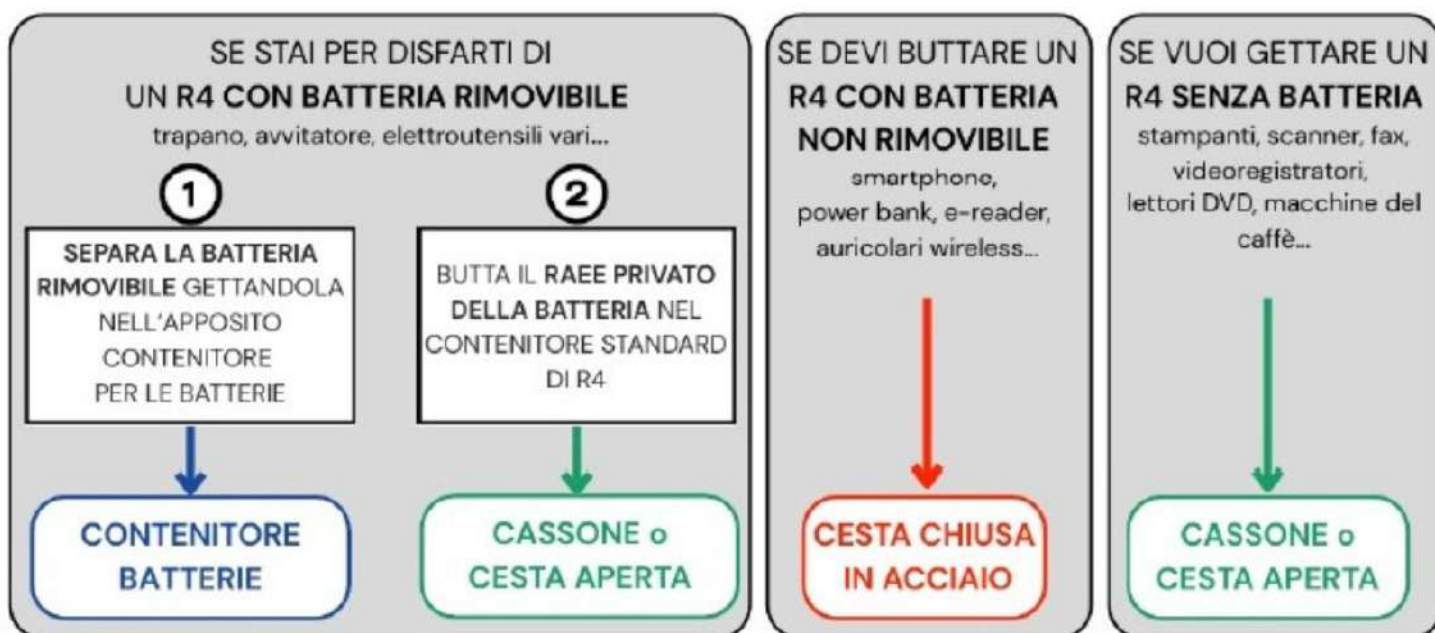 SE STAI PER DISFARTI DI
UN R4 CON BATTERIA RIMOVIBILE
trapano, avvitatore, elettroutensili vari...
1
SEPARA LA BATTERIA
RIMOVIBILE GETTANDOLA
NELL'APPOSITO
CONTENITORE
PER LE BATTERIE
CONTENITORE
BATTERIE
2
BUTTA IL RAEE PRIVATO
DELLA BATTERIA NEL
CONTENITORE STANDARD
DI R4
CASSONE o
CESTA APERTA
SE DEVI BUTTARE UN
R4 CON BATTERIA
NON RIMOVIBILE
smartphone,
power bank, e-reader,
auricolari wireless...
CESTA CHIUSA
IN ACCIAIO
SE VUOI GETTARE UN
R4 SENZA BATTERIA
stampanti, scanner, fax,
videoregistratori,
lettori DVD, macchine del
caffè...
CASSONE o
CESTA APERTA